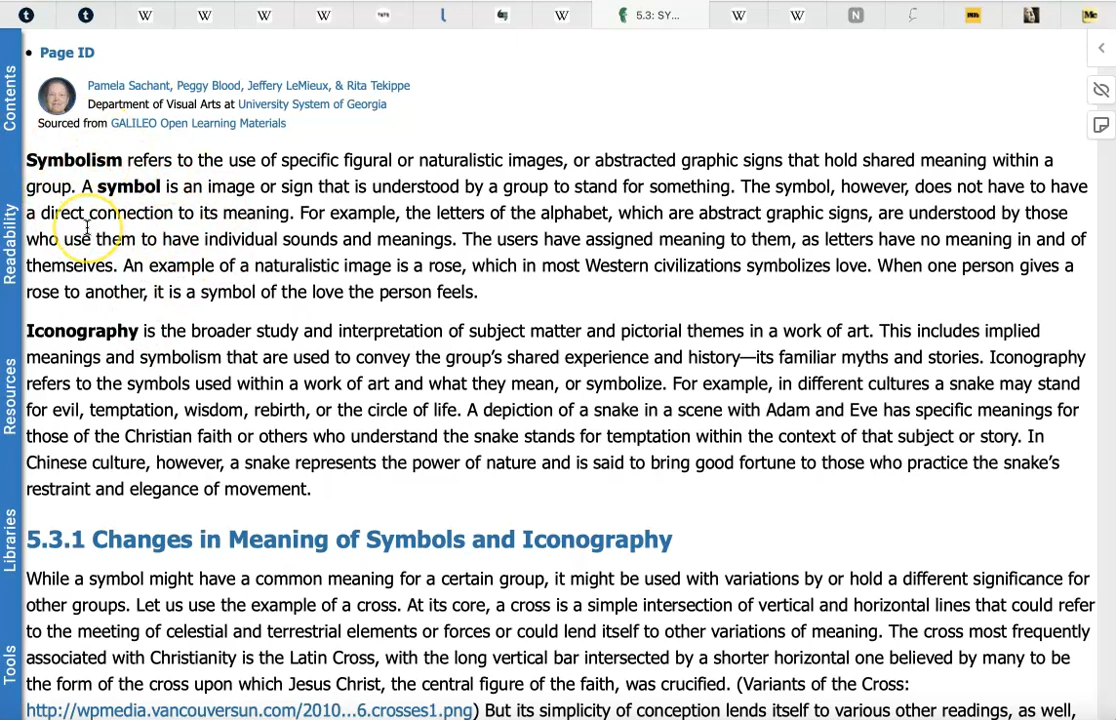 5.3: SY...
Page ID
Pamela Sachant, Peggy Blood, Jeffery LeMieux, & Rita Tekippe
Department of Visual Arts at University System of Georgia
Sourced from GALILEO Open Learning Materials
Symbolism refers to the use of specific figural or naturalistic images, or abstracted graphic signs that hold shared meaning within a
group. A symbol is an image or sign that is understood by a group to stand for something. The symbol, however, does not have to have
a direct connection to its meaning. For example, the letters of the alphabet, which are abstract graphic signs, are understood by those
who use them to have individual sounds and meanings. The users have assigned meaning to them, as letters have no meaning in and of
themselves. An example of a naturalistic image is a rose, which in most Western civilizations symbolizes love. When one person gives a
rose to another, it is a symbol of the love the person feels.
Iconography is the broader study and interpretation of subject matter and pictorial themes in a work of art. This includes implied
meanings and symbolism that are used to convey the group's shared experience and history—its familiar myths and stories. Iconography
refers to the symbols used within a work of art and what they mean, or symbolize. For example, in different cultures a snake may stand
for evil, temptation, wisdom, rebirth, or the circle of life. A depiction of a snake in a scene with Adam and Eve has specific meanings for
those of the Christian faith or others who understand the snake stands for temptation within the context of that subject or story. In
Chinese culture, however, a snake represents the power of nature and is said to bring good fortune to those who practice the snake's
restraint and elegance of movement.
5.3.1 Changes in Meaning of Symbols and Iconography
While a symbol might have a common meaning for a certain group, it might be used with variations by or hold a different significance for
other groups. Let us use the example of a cross. At its core, a cross is a simple intersection of vertical and horizontal lines that could refer
to the meeting of celestial and terrestrial elements or forces or could lend itself to other variations of meaning. The cross most frequently
associated with Christianity is the Latin Cross, with the long vertical bar intersected by a shorter horizontal one believed by many to be
the form of the cross upon which Jesus Christ, the central figure of the faith, was crucified. (Variants of the Cross:
http://wpmedia.vancouversun.com/2010...6.crosses1.png) But its simplicity of conception lends itself to various other readings, as well,
Contents
Readability
Resources
Libraries
Tools